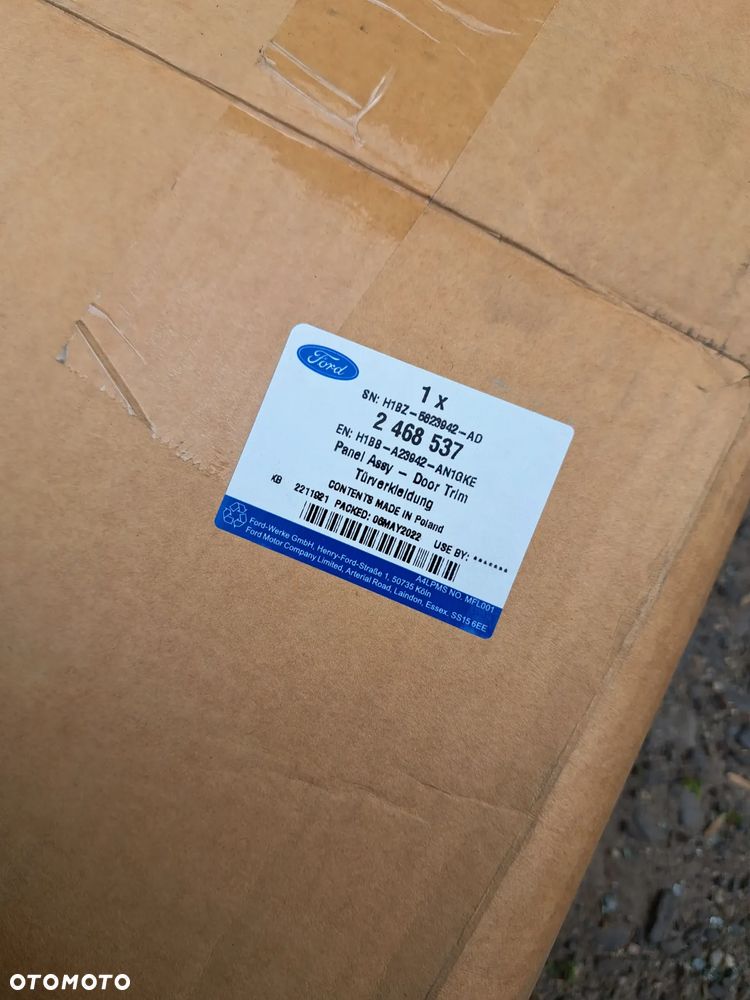 Ford
1 x
SN: H1BZ-5823942-AD
2 468 537
EN: H1BB-A23942-AN1GKE
Panel Assy - Door Trim
Türverkleidung
CONTENTS MADE IN Poland
KB 2211921 PACKED: 06MAY2022 USE BY: *******
A4LPMS NO. MFL001
Ford-Werke GmbH, Henry-Ford-Straße 1, 50735 Köln
Ford Motor Company Limited, Arterial Road, Laindon, Essex. SS15 6EE
OTOMOTO